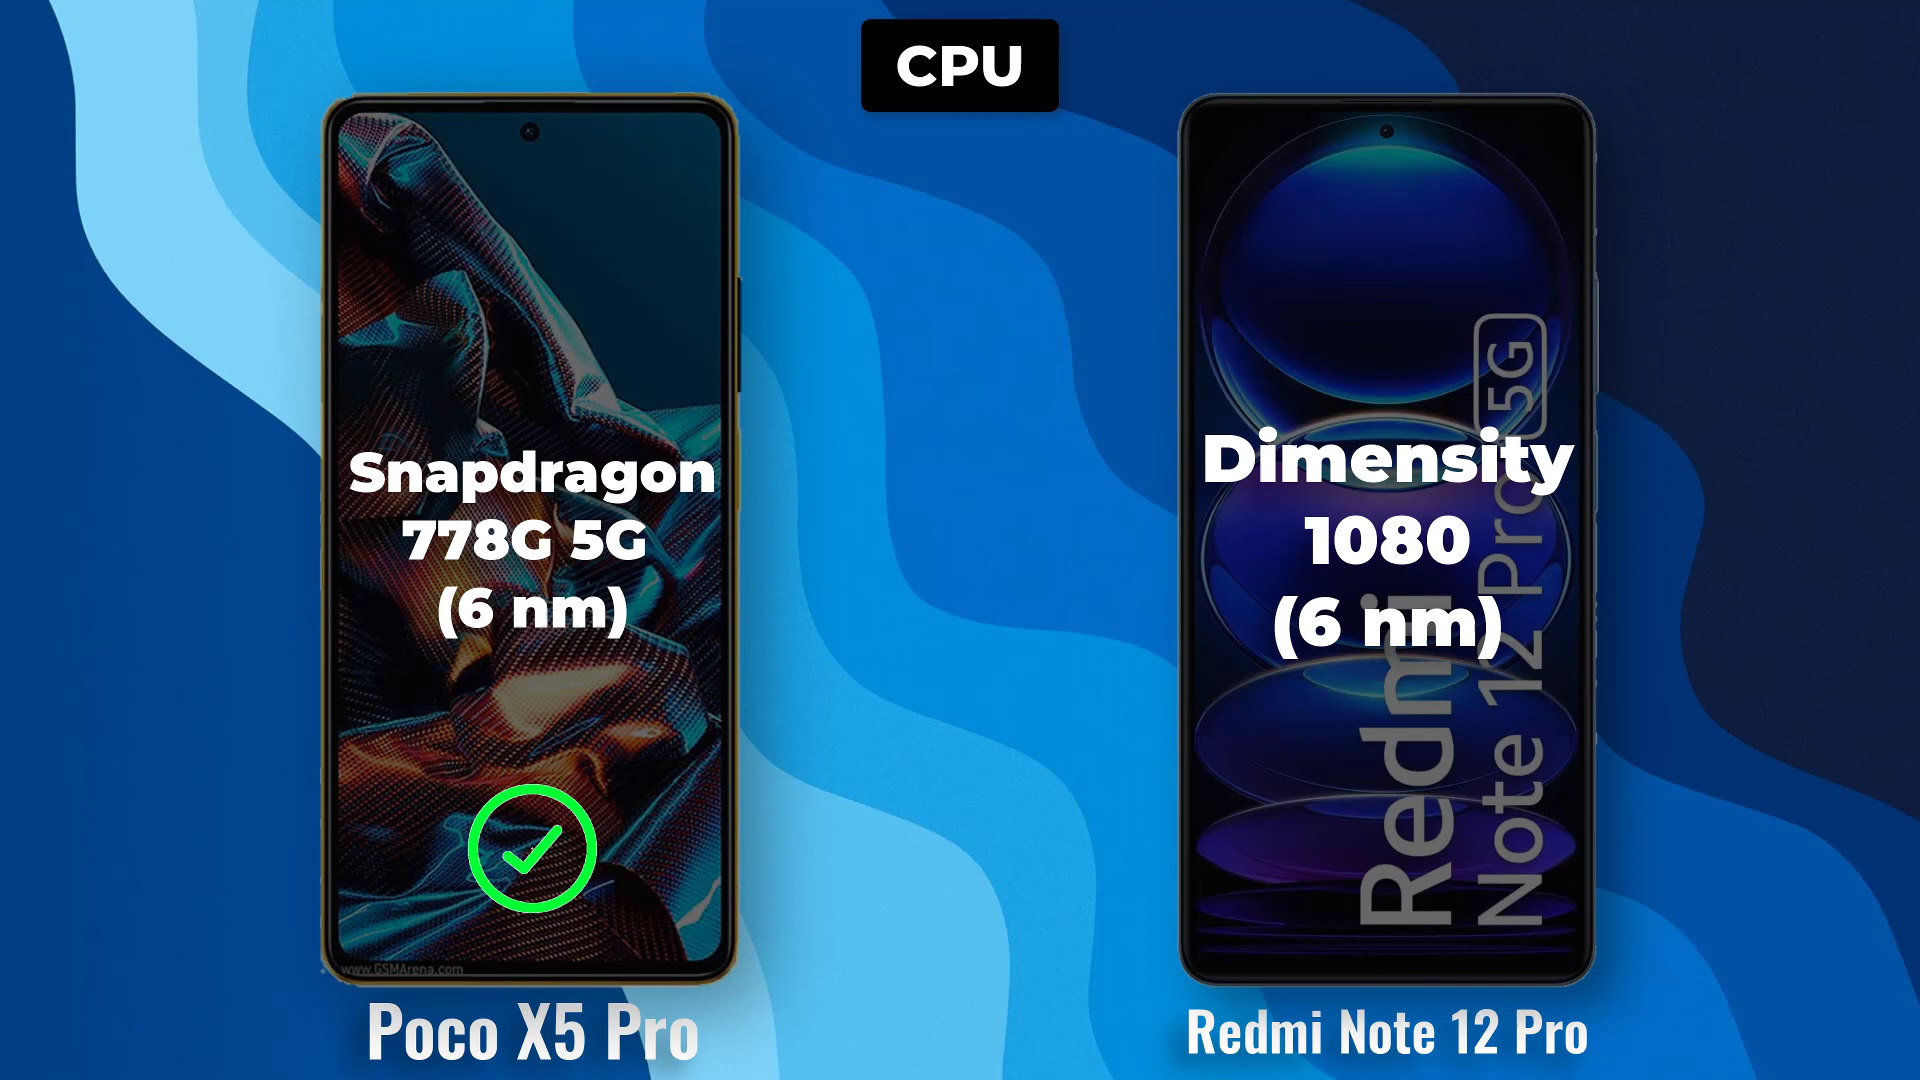 CPU
Snapdragon
778G 5G
(6 nm)
www.GSMArena.com
Poco X5 Pro
Dimensity
1080
(6 nm)
Redmi
Note 12 Pro 5G
Redmi Note 12 Pro